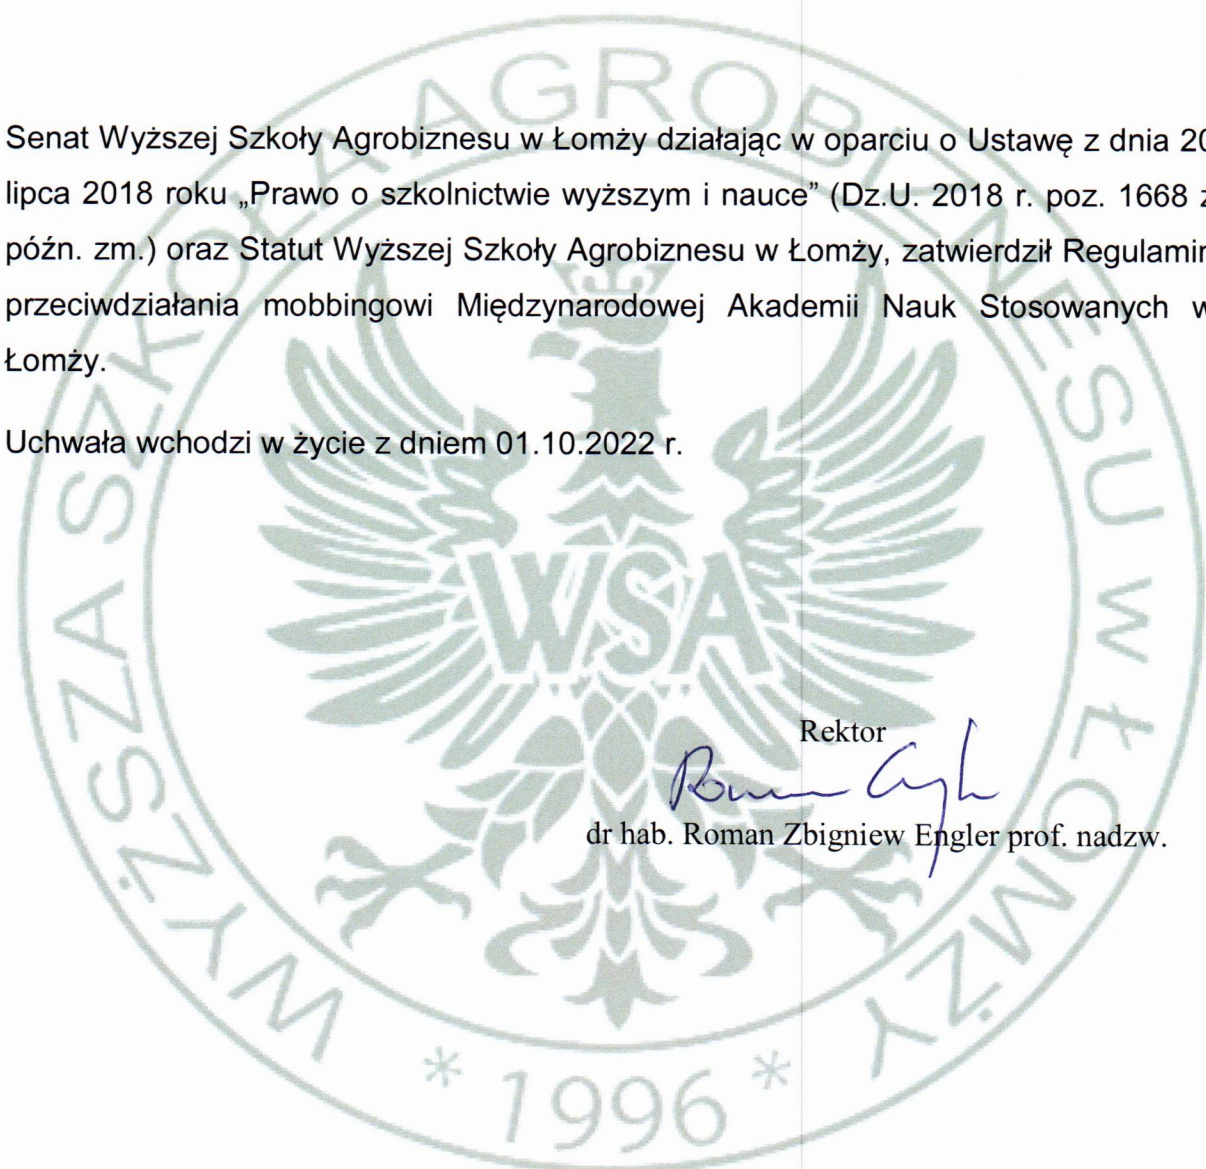 Senat Wyższej Szkoły Agrobiznesu w Łomży działając w oparciu o Ustawę z dnia 20
lipca 2018 roku „Prawo o szkolnictwie wyższym i nauce” (Dz.U. 2018 r. poz. 1668 z
późn. zm.) oraz Statut Wyższej Szkoły Agrobiznesu w Łomży, zatwierdził Regulamin
przeciwdziałania mobbingowi Międzynarodowej Akademii Nauk Stosowanych w
Łomży.
Uchwała wchodzi w życie z dniem 01.10.2022 r.
WYŻSZA SZKOŁA AGROBIZNESU W ŁOMŻY
WSA
* 1996 *
Rektor
dr hab. Roman Zbigniew Engler prof. nadzw.